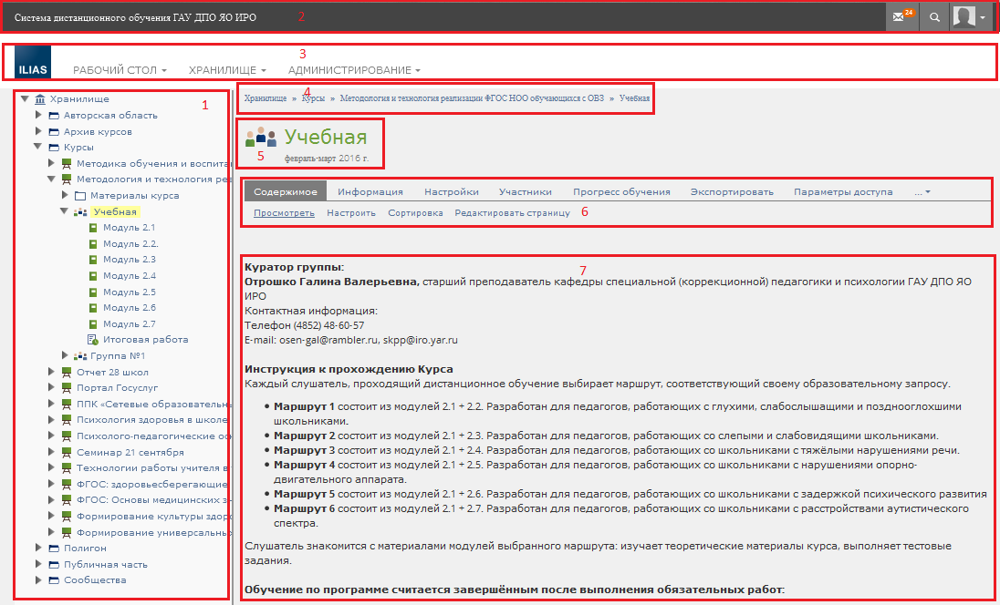 Система дистанционного обучения ГАУ ДПО ЯО ИРО
2
24
ILIAS
РАБОЧИЙ СТОЛ
ХРАНИЛИЩЕ
АДМИНИСТРИРОВАНИЕ
3
1
Хранилище
Авторская область
Архив курсов
Курсы
Методика обучения и воспита
Методология и технология реа
Материалы курса
Учебная
Модуль 2.1
Модуль 2.2.
Модуль 2.3
Модуль 2.4
Модуль 2.5
Модуль 2.6
Модуль 2.7
Итоговая работа
Группа №1
Отчет 28 школ
Портал Госуслуг
ППК «Сетевые образовательн
Психология здоровья в школе
Психолого-педагогические осн
Семинар 21 сентября
Технологии работы учителя в
ФГОС: здоровьесберегающие
ФГОС: Основы медицинских зн
Формирование культуры здоро
Формирование универсальных
Полигон
Публичная часть
Сообщества
4
Хранилище » Курсы » Методология и технология реализации ФГОС НОО обучающихся с ОВЗ » Учебная
Учебная
5
февраль-март 2016 г.
Содержимое Информация Настройки Участники Прогресс обучения Экспортировать Параметры доступа ...
Просмотреть Настроить Сортировка Редактировать страницу 6
7
Куратор группы:
Отрошко Галина Валерьевна, старший преподаватель кафедры специальной (коррекционной) педагогики и психологии ГАУ ДПО ЯО
ИРО
Контактная информация:
Телефон (4852) 48-60-57
E-mail: osen-gal@rambler.ru, skpp@iro.yar.ru
Инструкция к прохождению Курса
Каждый слушатель, проходящий дистанционное обучение выбирает маршрут, соответствующий своему образовательному запросу.
• Маршрут 1 состоит из модулей 2.1 + 2.2. Разработан для педагогов, работающих с глухими, слабослышащими и позднооглохшими
школьниками.
• Маршрут 2 состоит из модулей 2.1 + 2.3. Разработан для педагогов, работающих со слепыми и слабовидящими школьниками.
• Маршрут 3 состоит из модулей 2.1 + 2.4. Разработан для педагогов, работающих со школьниками с тяжёлыми нарушениями речи.
• Маршрут 4 состоит из модулей 2.1 + 2.5. Разработан для педагогов, работающих со школьниками с нарушениями опорно-
двигательного аппарата.
• Маршрут 5 состоит из модулей 2.1 + 2.6. Разработан для педагогов, работающих со школьниками с задержкой психического развития
• Маршрут 6 состоит из модулей 2.1 + 2.7. Разработан для педагогов, работающих со школьниками с расстройствами аутистического
спектра.
Слушатель знакомится с материалами модулей выбранного маршрута: изучает теоретические материалы курса, выполняет тестовые
задания.
Обучение по программе считается завершённым после выполнения обязательных работ: